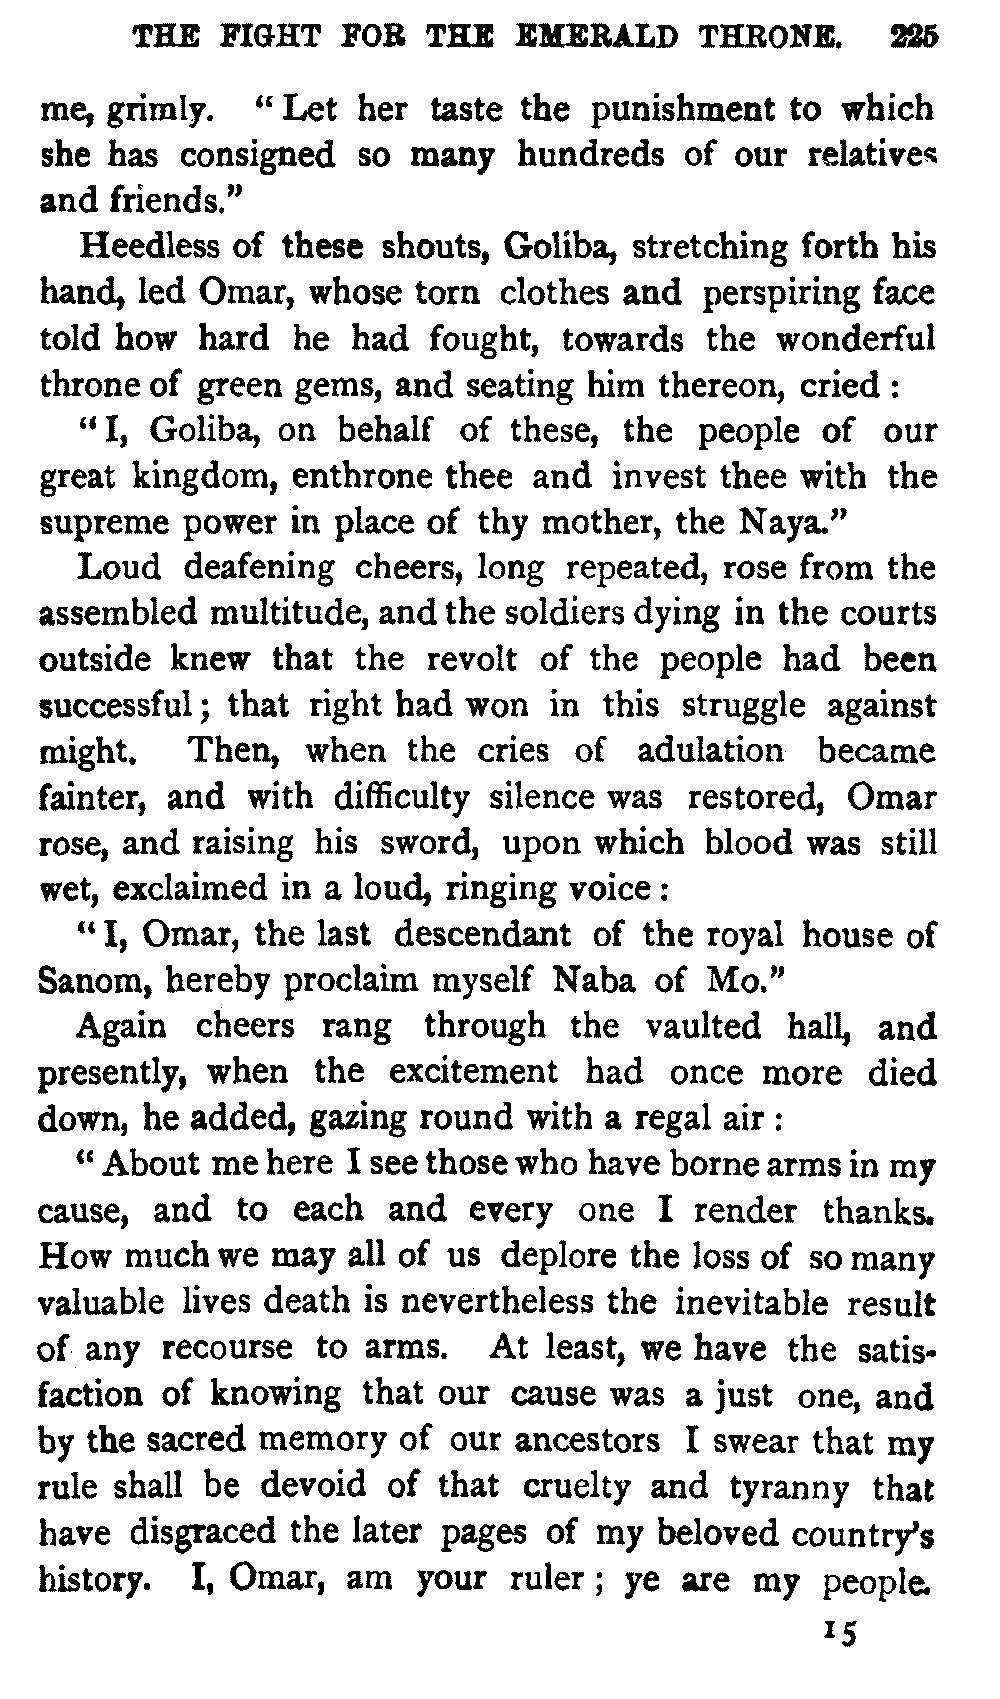 THE FIGHT FOR THE EMERALD THRONE. 225
me, grimly. “Let her taste the punishment to which
she has consigned so many hundreds of our relatives
and friends.”
Heedless of these shouts, Goliba, stretching forth his
hand, led Omar, whose torn clothes and perspiring face
told how hard he had fought, towards the wonderful
throne of green gems, and seating him thereon, cried :
“I, Goliba, on behalf of these, the people of our
great kingdom, enthrone thee and invest thee with the
supreme power in place of thy mother, the Naya.”
Loud deafening cheers, long repeated, rose from the
assembled multitude, and the soldiers dying in the courts
outside knew that the revolt of the people had been
successful ; that right had won in this struggle against
might. Then, when the cries of adulation became
fainter, and with difficulty silence was restored, Omar
rose, and raising his sword, upon which blood was still
wet, exclaimed in a loud, ringing voice :
“I, Omar, the last descendant of the royal house of
Sanom, hereby proclaim myself Naba of Mo.”
Again cheers rang through the vaulted hall, and
presently, when the excitement had once more died
down, he added, gazing round with a regal air :
“About me here I see those who have borne arms in my
cause, and to each and every one I render thanks.
How much we may all of us deplore the loss of so many
valuable lives death is nevertheless the inevitable result
of any recourse to arms. At least, we have the satis-
faction of knowing that our cause was a just one, and
by the sacred memory of our ancestors I swear that my
rule shall be devoid of that cruelty and tyranny that
have disgraced the later pages of my beloved country’s
history. I, Omar, am your ruler ; ye are my people.
15